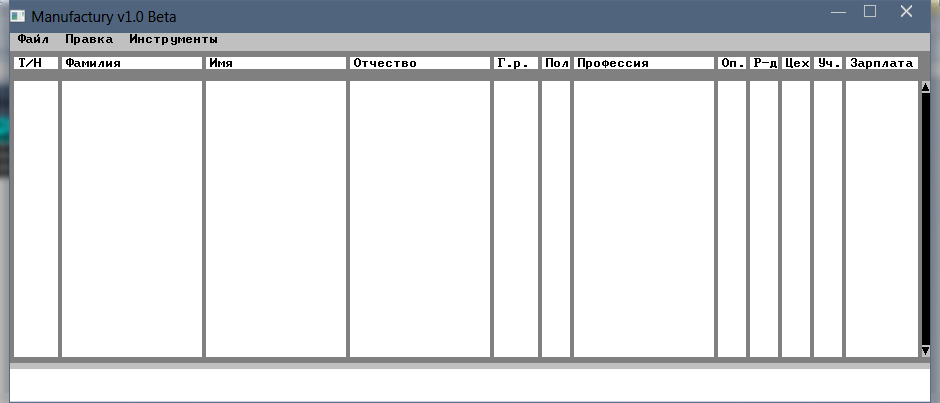 Manufactury v1.0 Beta
Файл Правка Инструменты
Т/Н Фамилия Имя Отчество Г.р. Пол Профессия Оп. Р-д Цех Уч. Зарплата